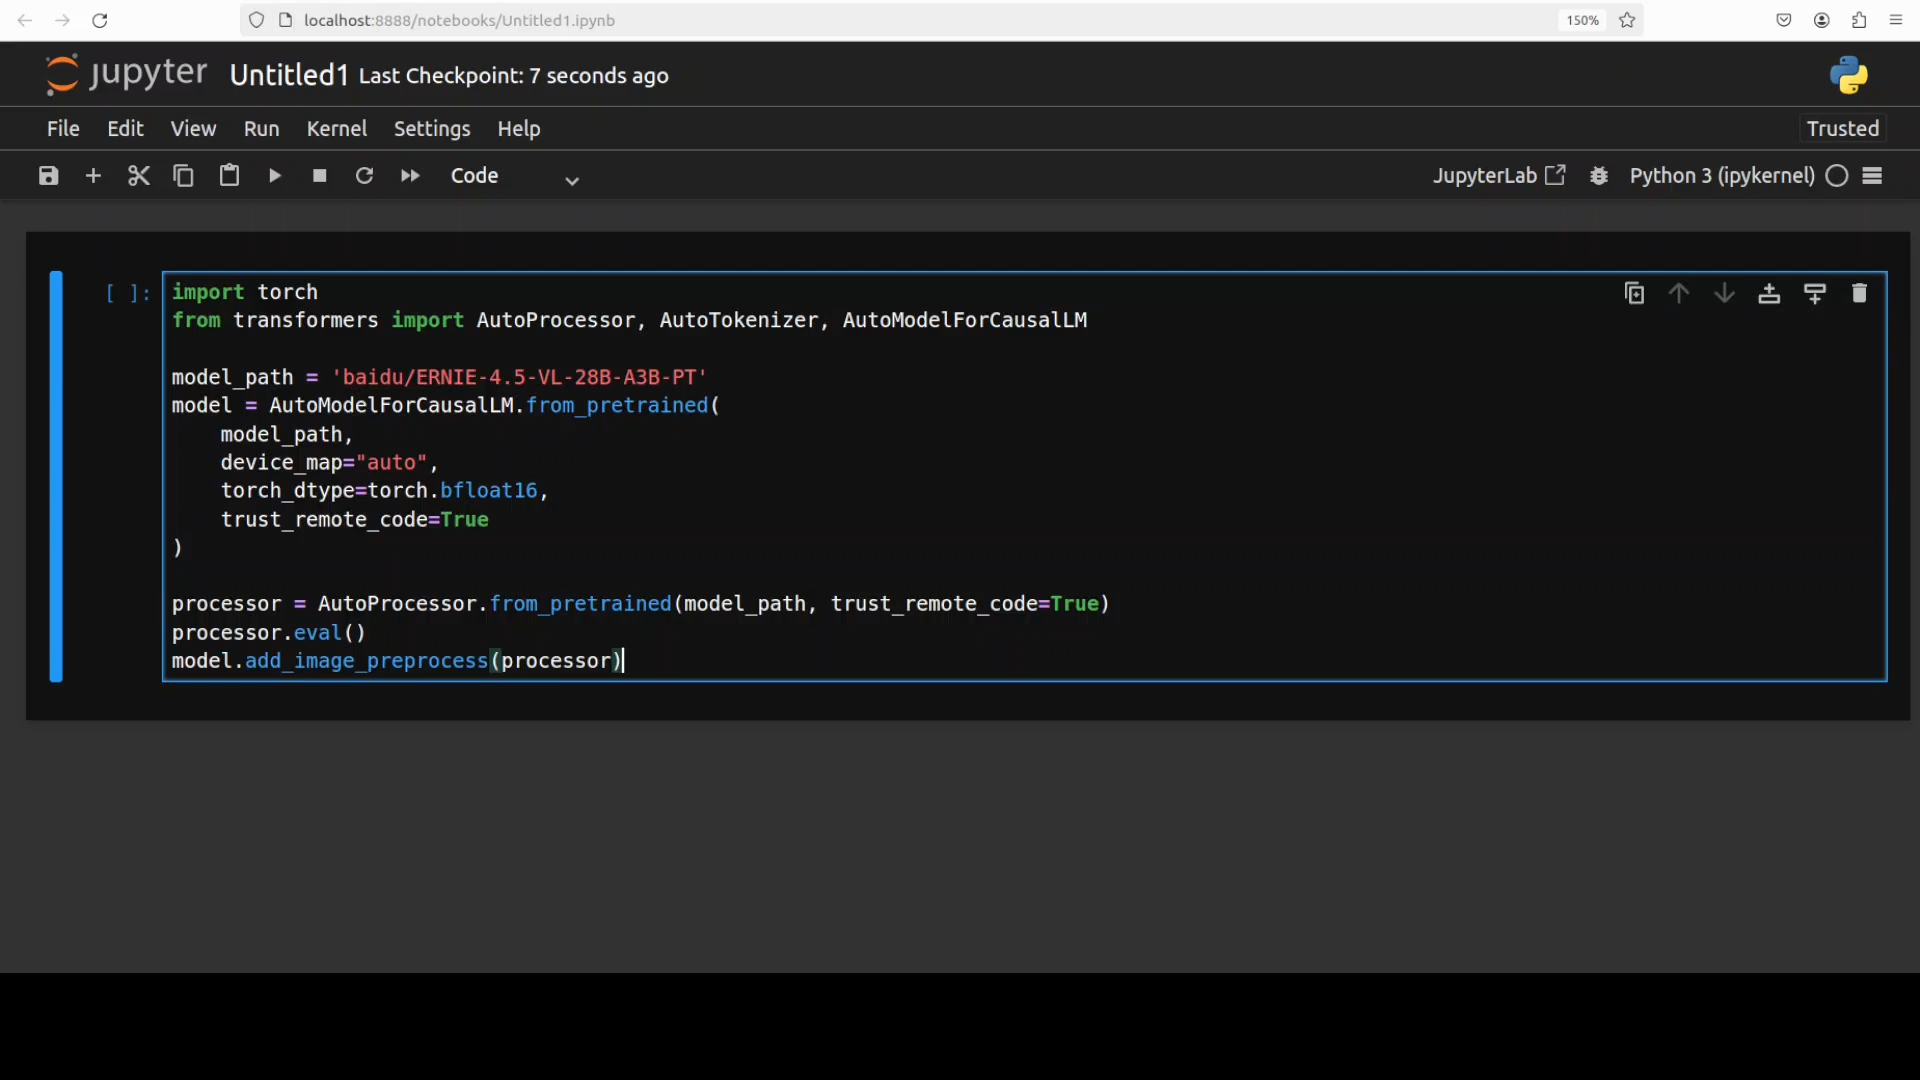 localhost:8888/notebooks/Untitled1.ipynb 150%
jupyter Untitled1 Last Checkpoint: 7 seconds ago
File Edit View Run Kernel Settings Help Trusted
Code JupyterLab Python 3 (ipykernel)
[ ]:
import torch
from transformers import AutoProcessor, AutoTokenizer, AutoModelForCausalLM
model_path = 'baidu/ERNIE-4.5-VL-28B-A3B-PT'
model = AutoModelForCausalLM.from_pretrained(
    model_path,
    device_map="auto",
    torch_dtype=torch.bfloat16,
    trust_remote_code=True
)
processor = AutoProcessor.from_pretrained(model_path, trust_remote_code=True)
processor.eval()
model.add_image_preprocess(processor)